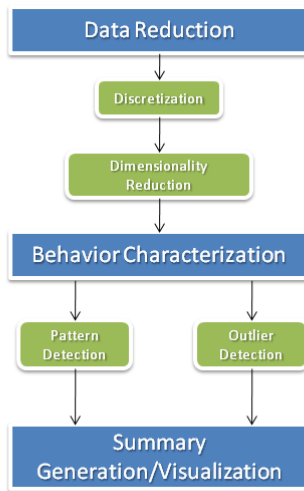 Data Reduction
Discretization
Dimensionality
Reduction
Behavior Characterization
Pattern
Detection
Outlier
Detection
Summary
Generation/Visualization